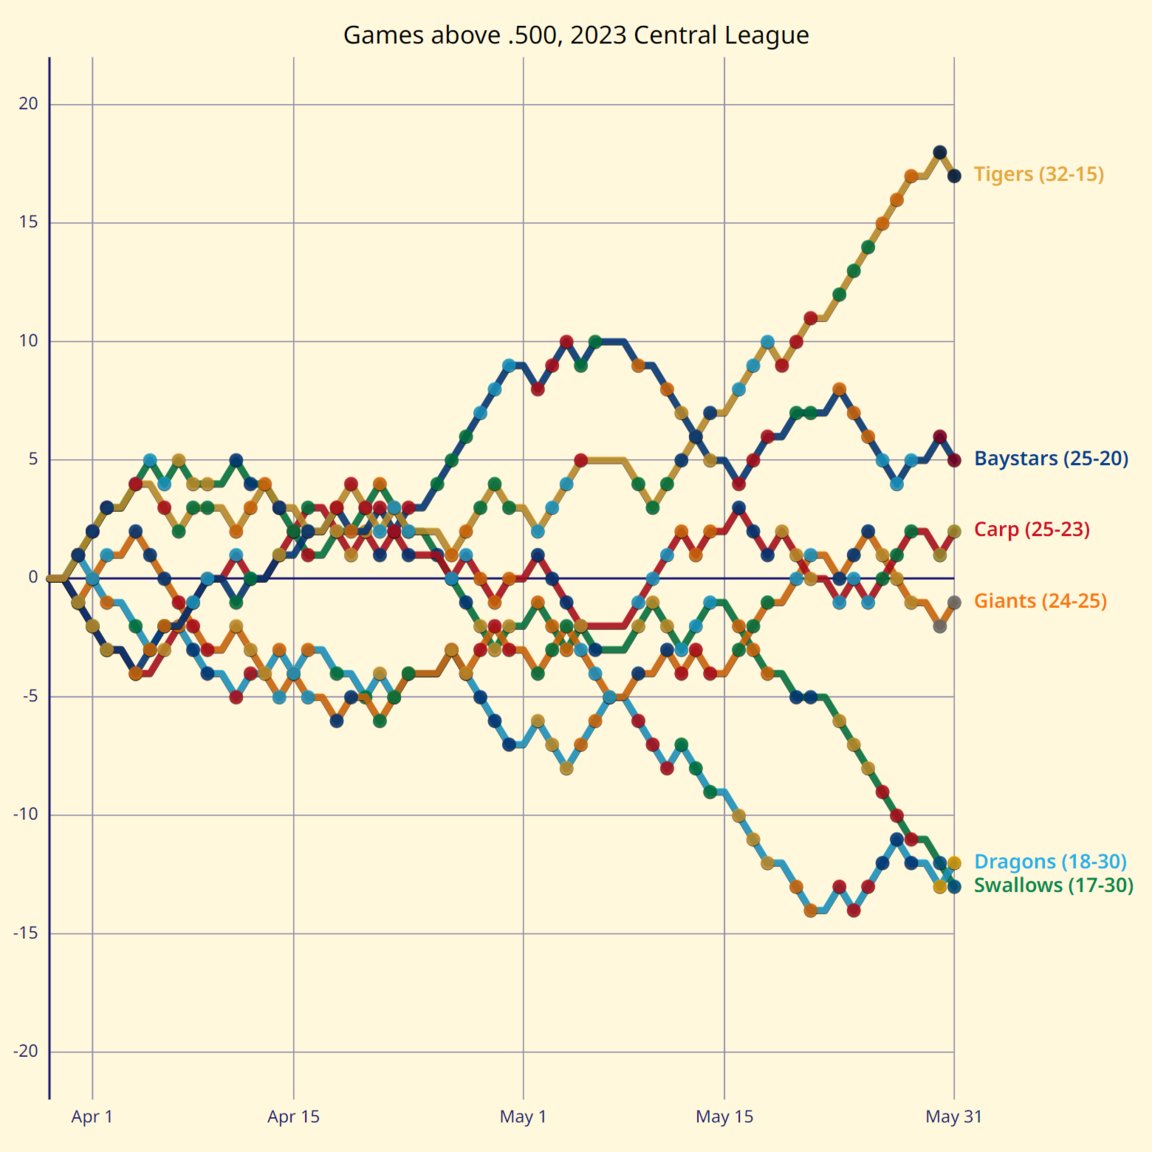 Games above .500, 2023 Central League
20
15
10
5
0
-5
-10
-15
-20
Tigers (32-15)
Baystars (25-20)
Carp (25-23)
Giants (24-25)
Dragons (18-30)
Swallows (17-30)
Apr 1
Apr 15
May 1
May 15
May 31